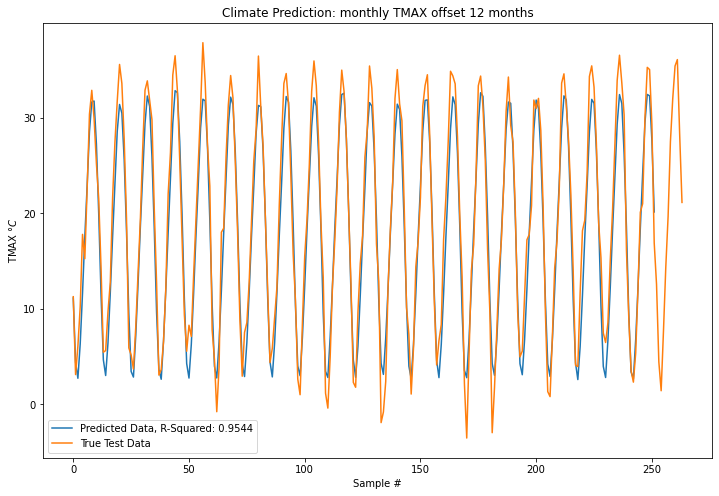 Climate Prediction: monthly TMAX offset 12 months
TMAX °C
30
20
10
0
Predicted Data, R-Squared: 0.9544
True Test Data
0 50 100 150 200 250
Sample #